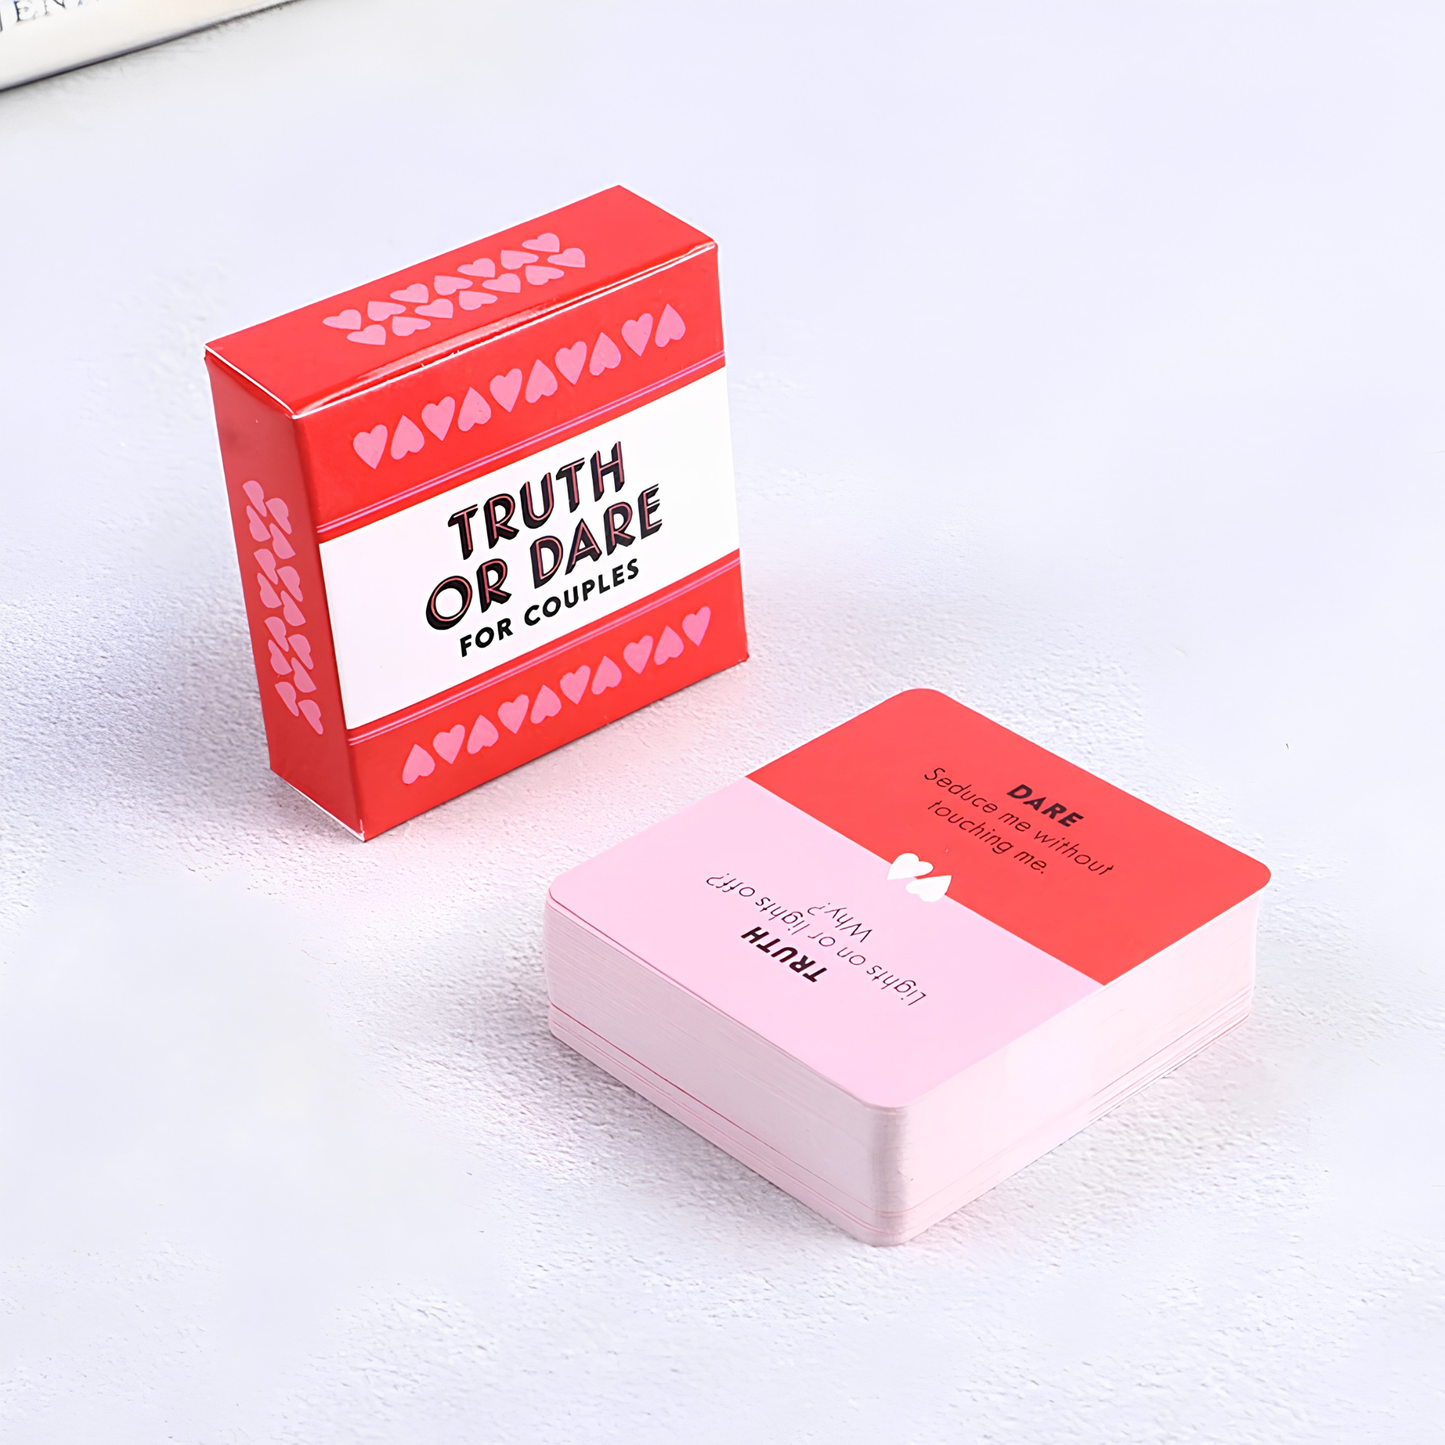 TRUTH
OR DARE
FOR COUPLES
DARE
Seduce me without
touching me.
TRUTH
Lights on or lights off?
Why?